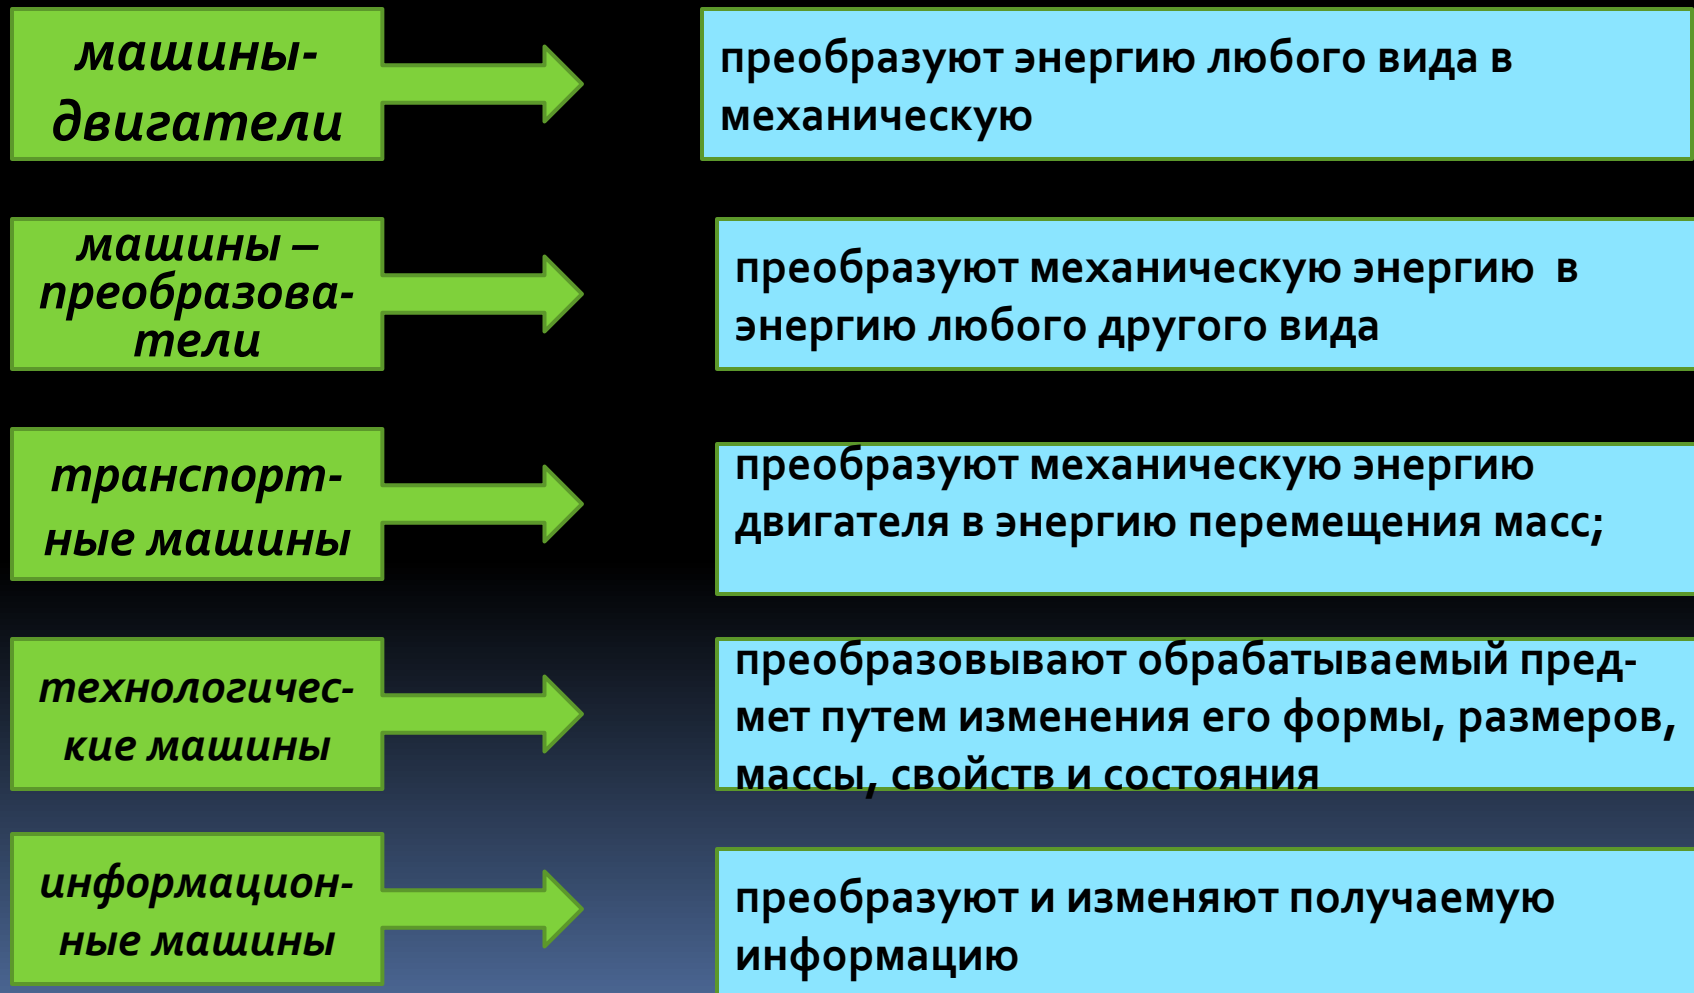 машины-
двигатели
преобразуют энергию любого вида в
механическую
машины –
преобразова-
тели
преобразуют механическую энергию  в
энергию любого другого вида
транспорт-
ные машины
преобразуют механическую энергию
двигателя в энергию перемещения масс;
технологичес-
кие машины
преобразовывают обрабатываемый пред-
мет путем изменения его формы, размеров,
массы, свойств и состояния
информацион-
ные машины
преобразуют и изменяют получаемую
информацию